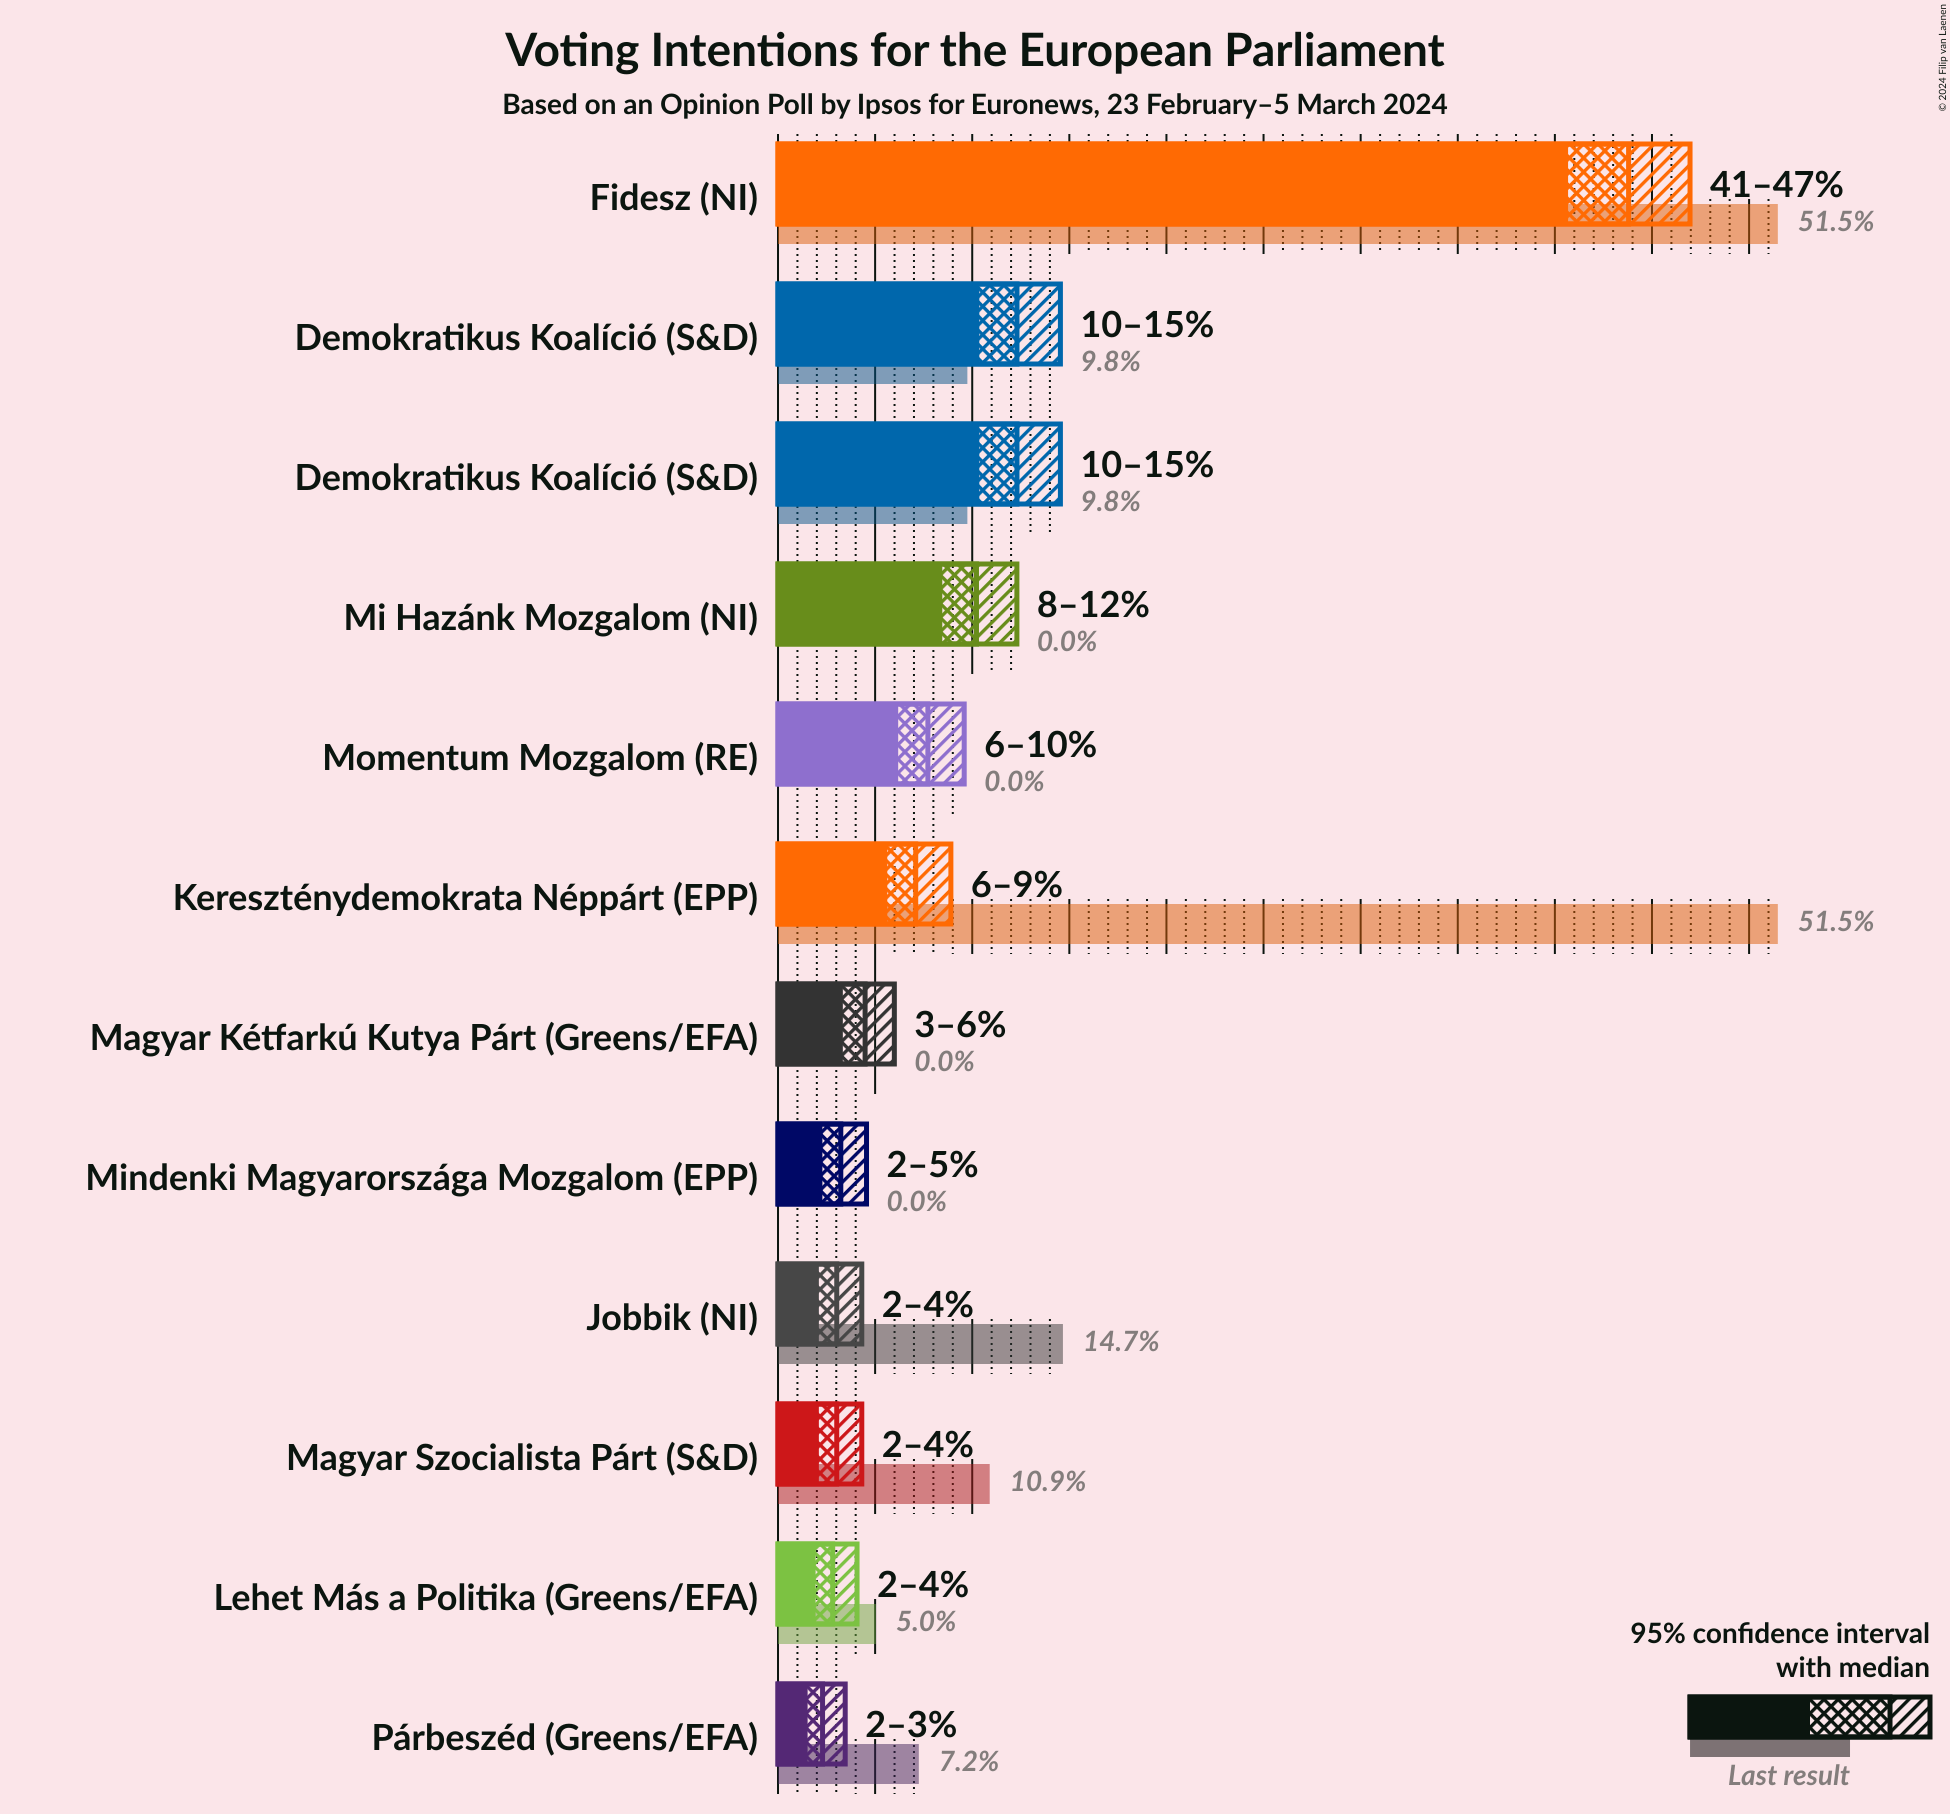 Voting Intentions for the European Parliament
Based on an Opinion Poll by Ipsos for Euronews, 23 February–5 March 2024
© 2024 Filip van Laenen
Fidesz (NI)
41–47%
51.5%
Demokratikus Koalíció (S&D)
10–15%
9.8%
Demokratikus Koalíció (S&D)
10–15%
9.8%
Mi Hazánk Mozgalom (NI)
8–12%
0.0%
Momentum Mozgalom (RE)
6–10%
0.0%
Kereszténydemokrata Néppárt (EPP)
6–9%
51.5%
Magyar Kétfarkú Kutya Párt (Greens/EFA)
3–6%
0.0%
Mindenki Magyarországa Mozgalom (EPP)
2–5%
0.0%
Jobbik (NI)
2–4%
14.7%
Magyar Szocialista Párt (S&D)
2–4%
10.9%
Lehet Más a Politika (Greens/EFA)
2–4%
5.0%
Párbeszéd (Greens/EFA)
2–3%
7.2%
95% confidence interval
with median
Last result